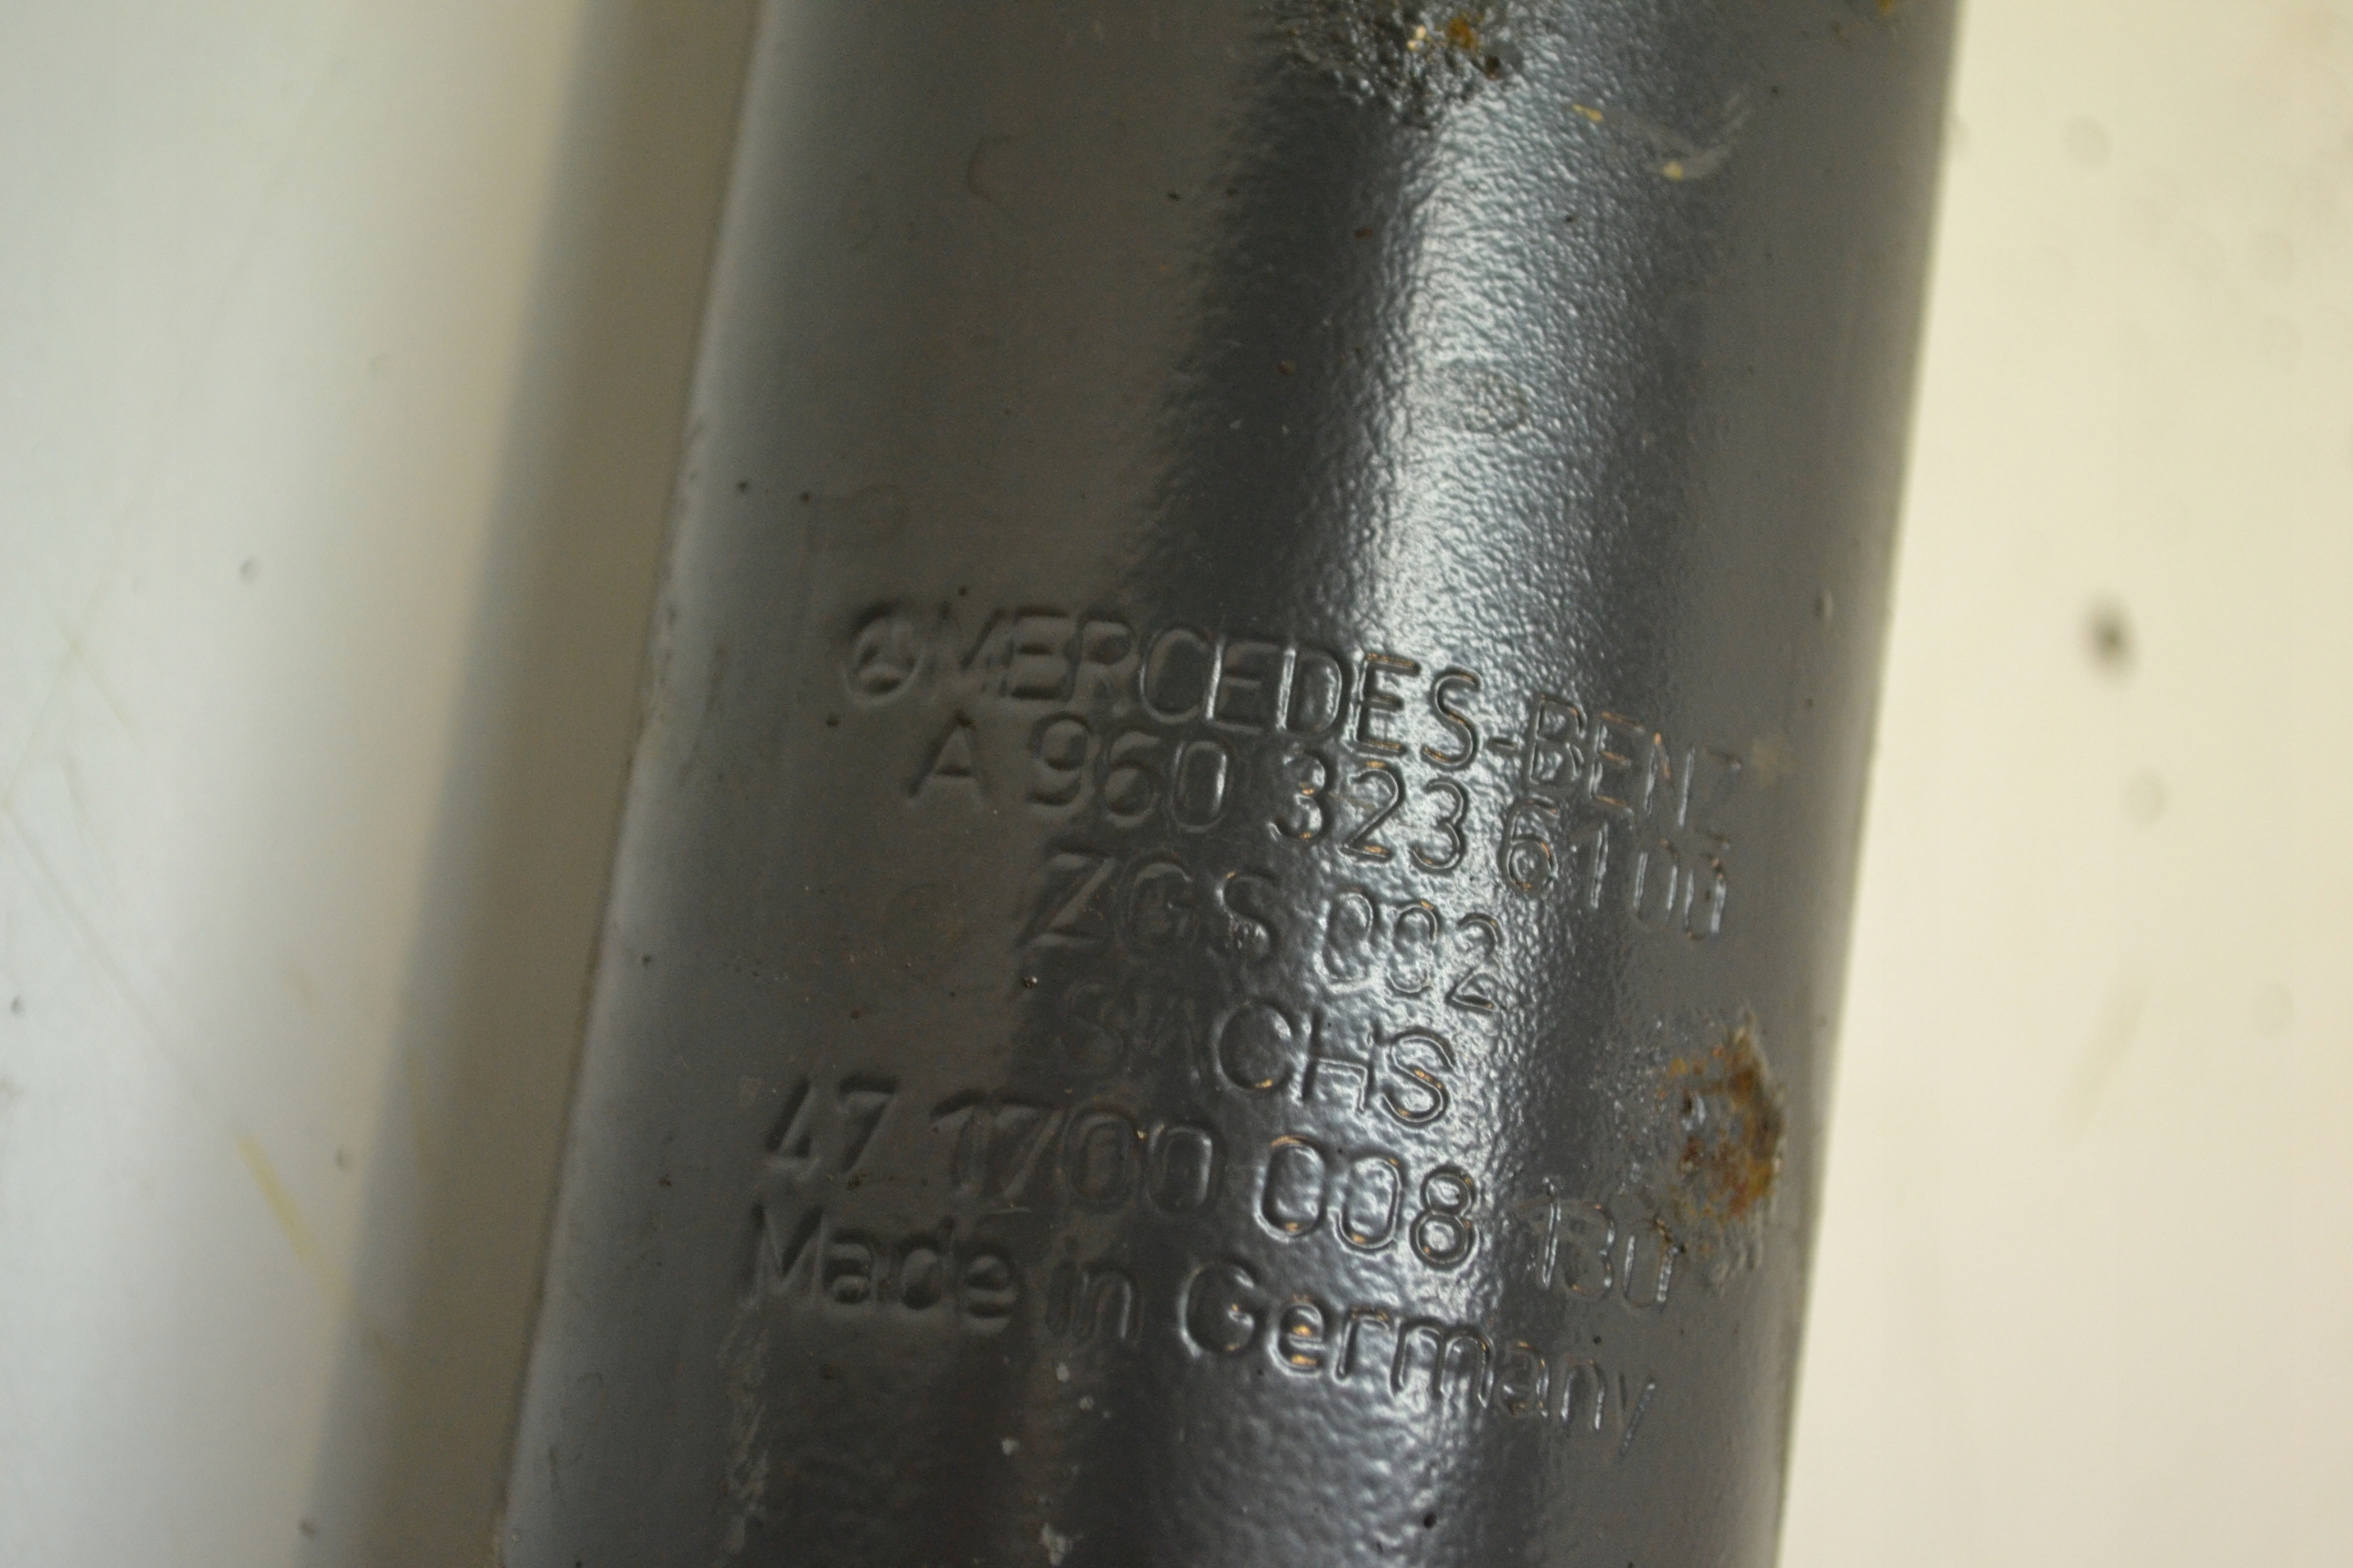 MERCEDES-BENZ
A 960 323 6100
ZGS 002
SACHS
47 1700 008 130
Made in Germany